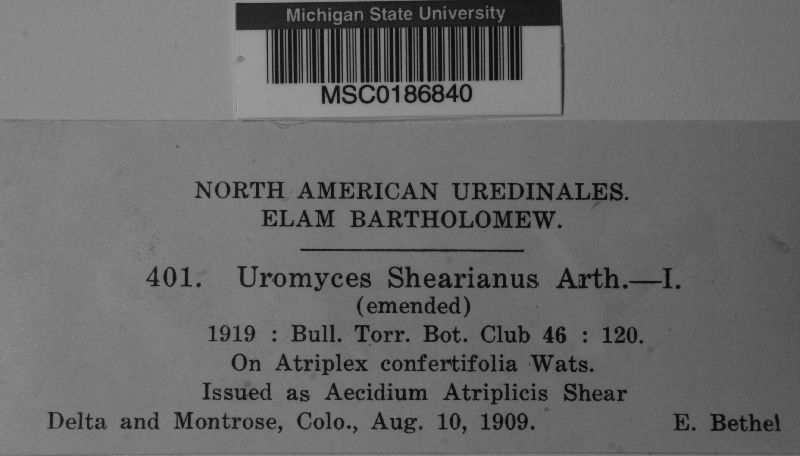 Michigan State University
MSC0186840
NORTH AMERICAN UREDINALES.
ELAM BARTHOLOMEW.
401. Uromyces Shearianus Arth.—I.
(emended)
1919 : Bull. Torr. Bot. Club 46 : 120.
On Atriplex confertifolia Wats.
Issued as Aecidium Atriplicis Shear
Delta and Montrose, Colo., Aug. 10, 1909. E. Bethel